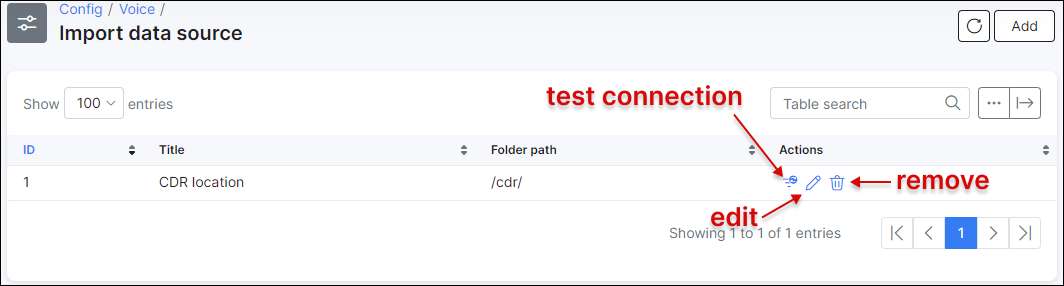 Config / Voice /
Import data source
Add
Show 100 entries
test connection
Table search
ID Title Folder path Actions
1 CDR location /cdr/
remove
edit
Showing 1 to 1 of 1 entries
1